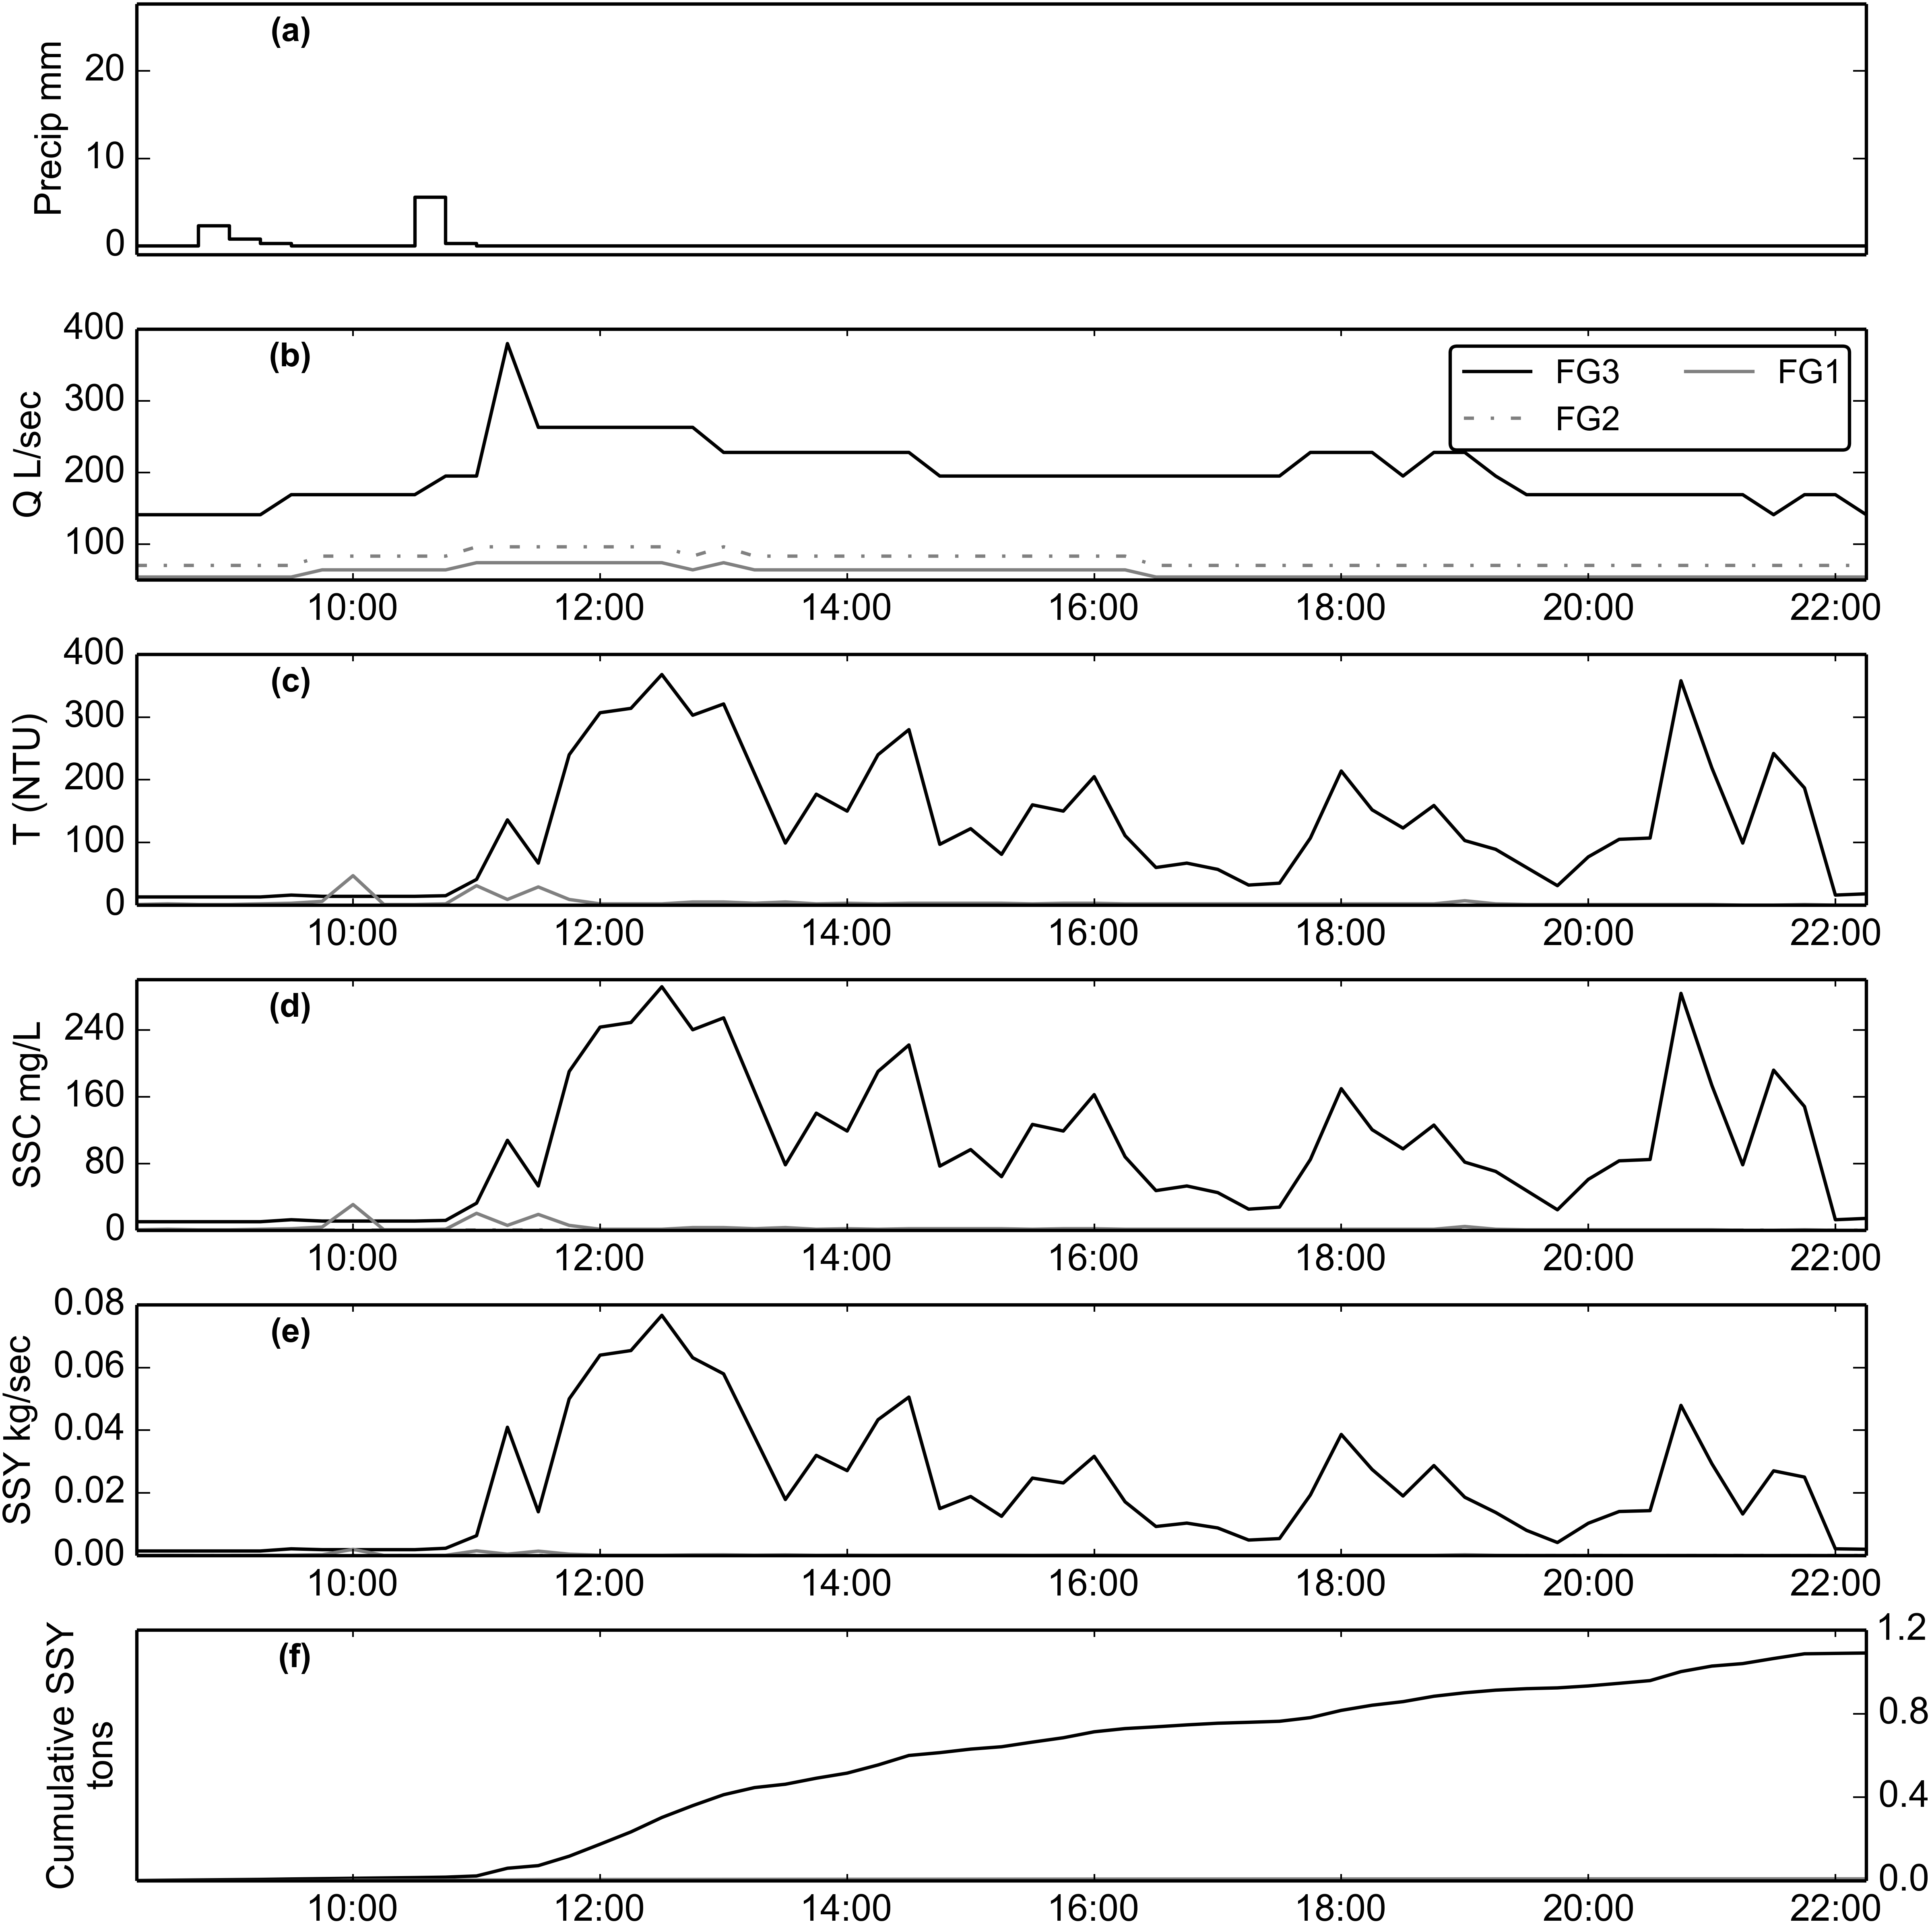 (a)
Precip mm
20
10
0
(b)
Q L/sec
400
300
200
100
FG3 FG1
FG2
10:00 12:00 14:00 16:00 18:00 20:00 22:00
(c)
T (NTU)
400
300
200
100
0
10:00 12:00 14:00 16:00 18:00 20:00 22:00
(d)
SSC mg/L
240
160
80
0
10:00 12:00 14:00 16:00 18:00 20:00 22:00
(e)
SSY kg/sec
0.08
0.06
0.04
0.02
0.00
10:00 12:00 14:00 16:00 18:00 20:00 22:00
(f)
Cumulative SSY
tons
1.2
0.8
0.4
0.0
10:00 12:00 14:00 16:00 18:00 20:00 22:00